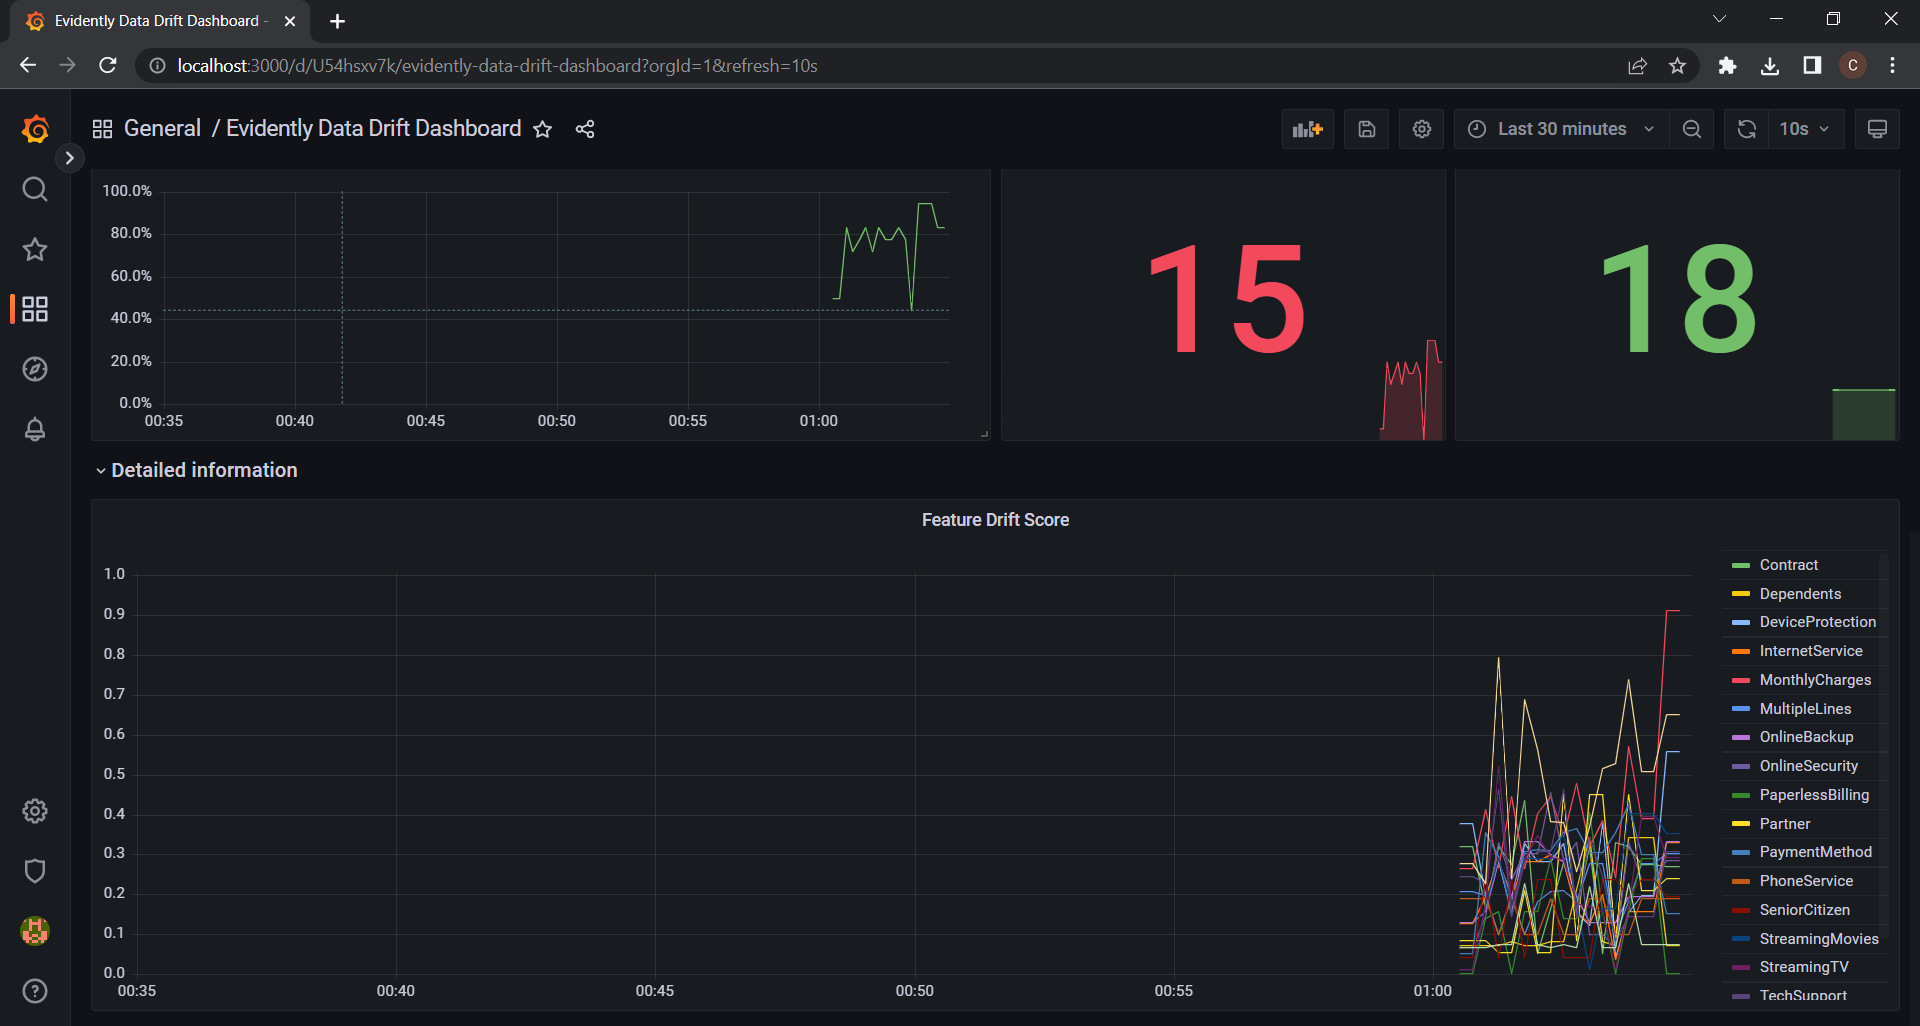 Evidently Data Drift Dashboard -
localhost:3000/d/U54hsxv7k/evidently-data-drift-dashboard?orgId=1&refresh=10s
C
General / Evidently Data Drift Dashboard
Last 30 minutes
10s
100.0%
80.0%
60.0%
40.0%
20.0%
0.0%
00:35 00:40 00:45 00:50 00:55 01:00
15
18
Detailed information
Feature Drift Score
1.0
0.9
0.8
0.7
0.6
0.5
0.4
0.3
0.2
0.1
0.0
00:35 00:40 00:45 00:50 00:55 01:00
Contract
Dependents
DeviceProtection
InternetService
MonthlyCharges
MultipleLines
OnlineBackup
OnlineSecurity
PaperlessBilling
Partner
PaymentMethod
PhoneService
SeniorCitizen
StreamingMovies
StreamingTV
TechSupport